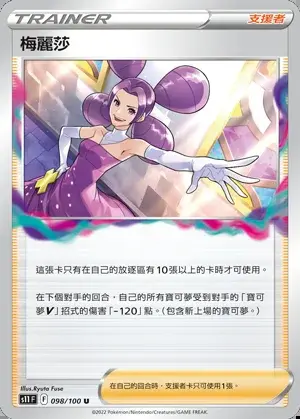 TRAINER 支援者
梅麗莎
這張卡只有在自己的放逐區有10張以上的卡時才可使用。
在下個對手的回合,自己的所有寶可夢受到對手的「寶可
夢V」招式的傷害「-120」點。(包含新上場的寶可夢。)
Illus.Ryuta Fuse
s11 F F 098/100 U
在自己的回合時,支援者卡只可使用1張。
©2022 Pokémon/Nintendo/Creatures/GAME FREAK.